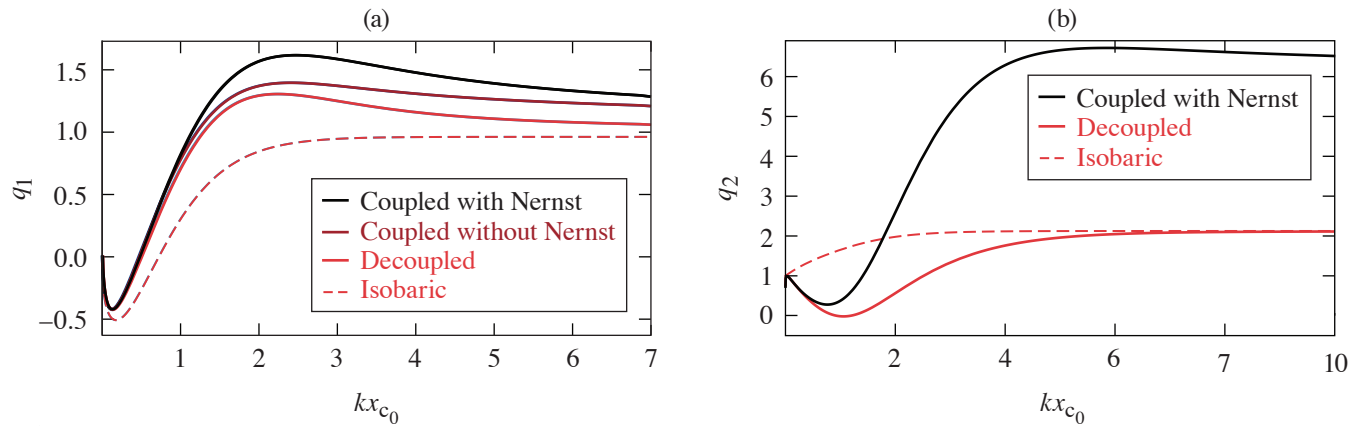 (a)
q1
1.5
1.0
0.5
0.0
−0.5
1 2 3 4 5 6 7
kxc0
Coupled with Nernst
Coupled without Nernst
Decoupled
Isobaric
(b)
q2
6
5
4
3
2
1
0
2 4 6 7 10
kxc0
Coupled with Nernst
Decoupled
Isobaric